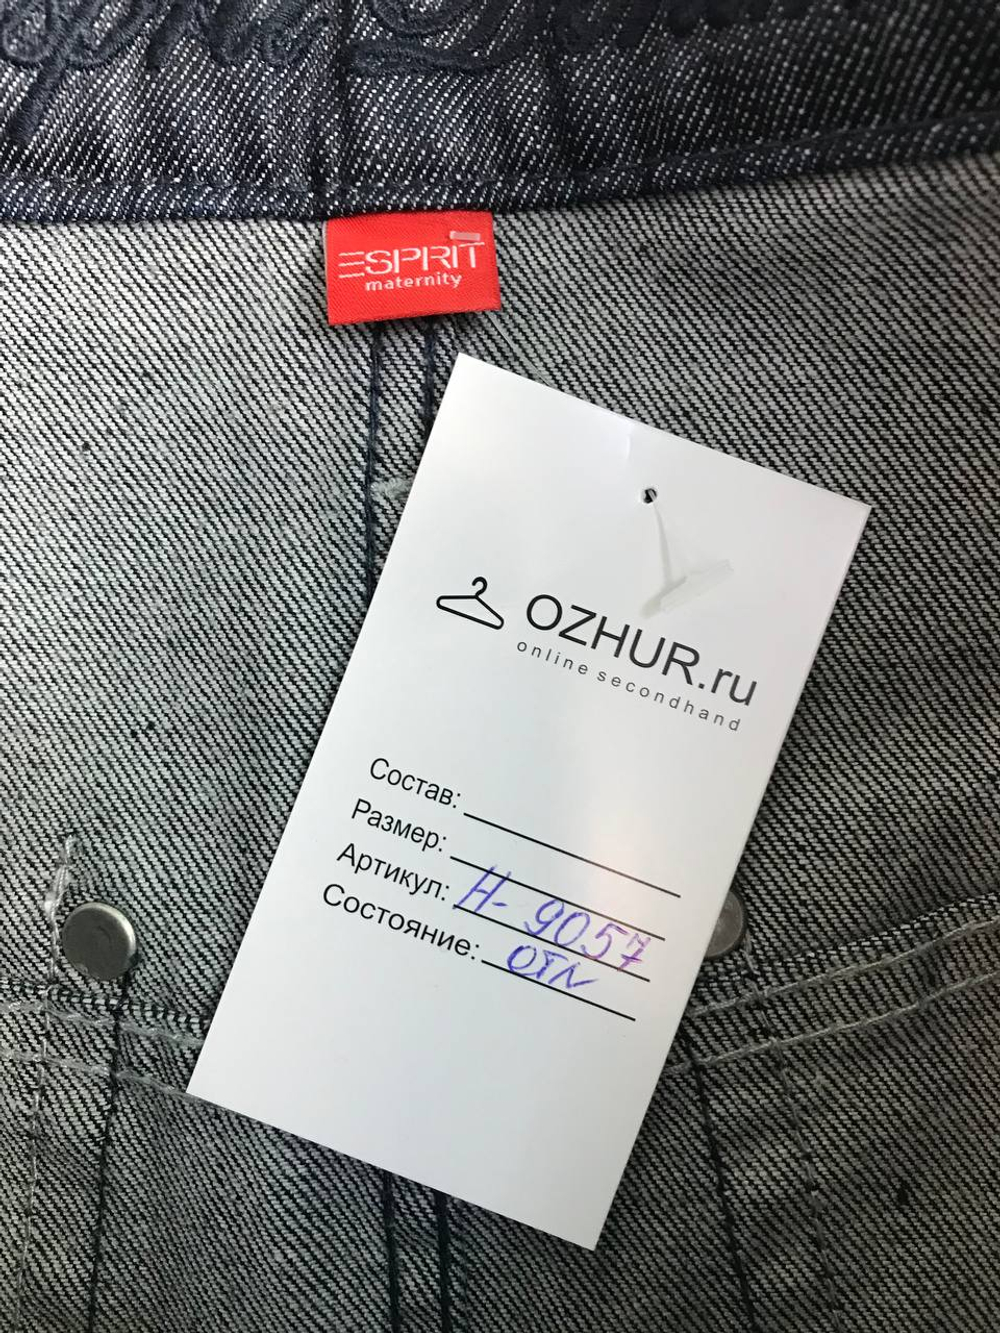 ESPRIT
maternity
OZHUR.ru
online secondhand
Состав:
Размер:
Артикул: Н- 9057
Состояние: отл